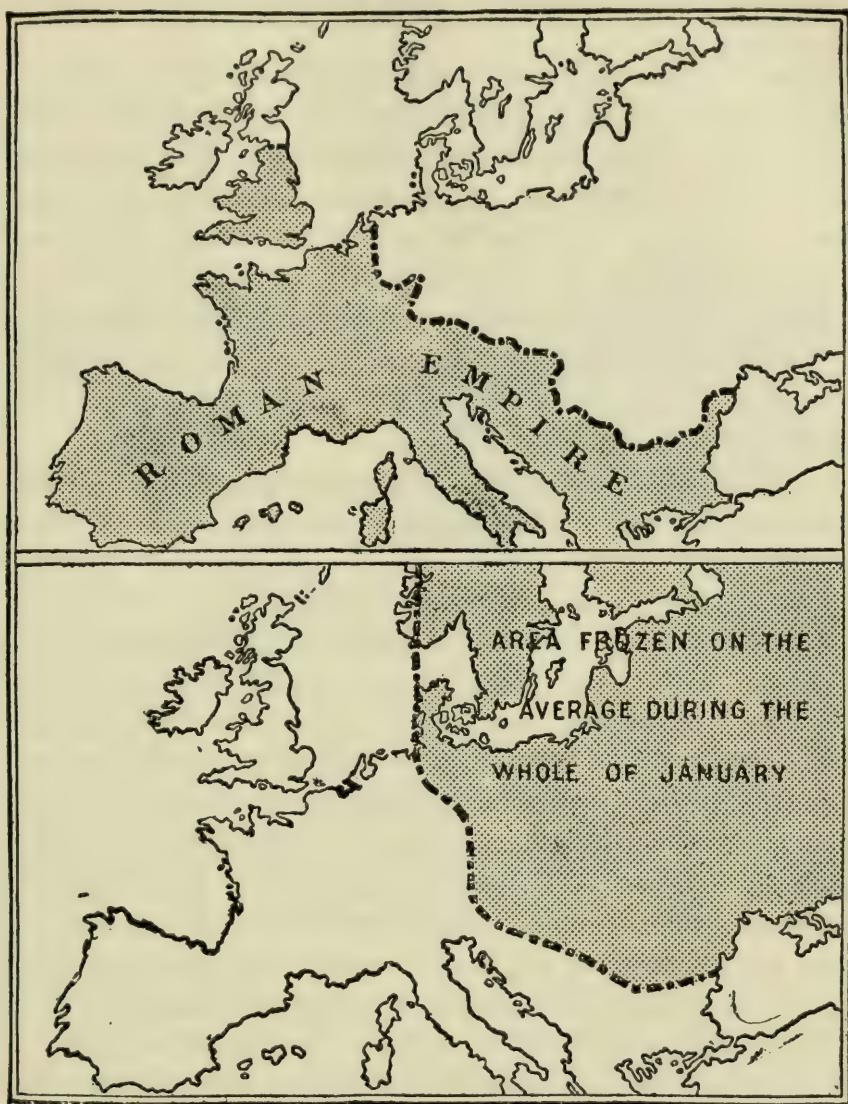 ROMAN EMPIRE
AREA FROZEN ON THE
AVERAGE DURING THE
WHOLE OF JANUARY